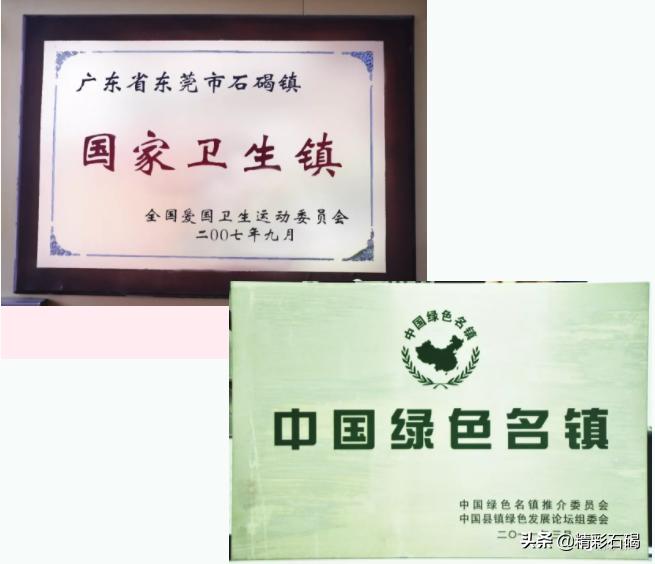 广东省东莞市石碣镇
国家卫生镇
全国爱国卫生运动委员会
二〇〇七年九月
中国绿色名镇
中国绿色名镇
中国绿色名镇推介委员会
中国县镇绿色发展论坛组委会
头条 @精彩石碣